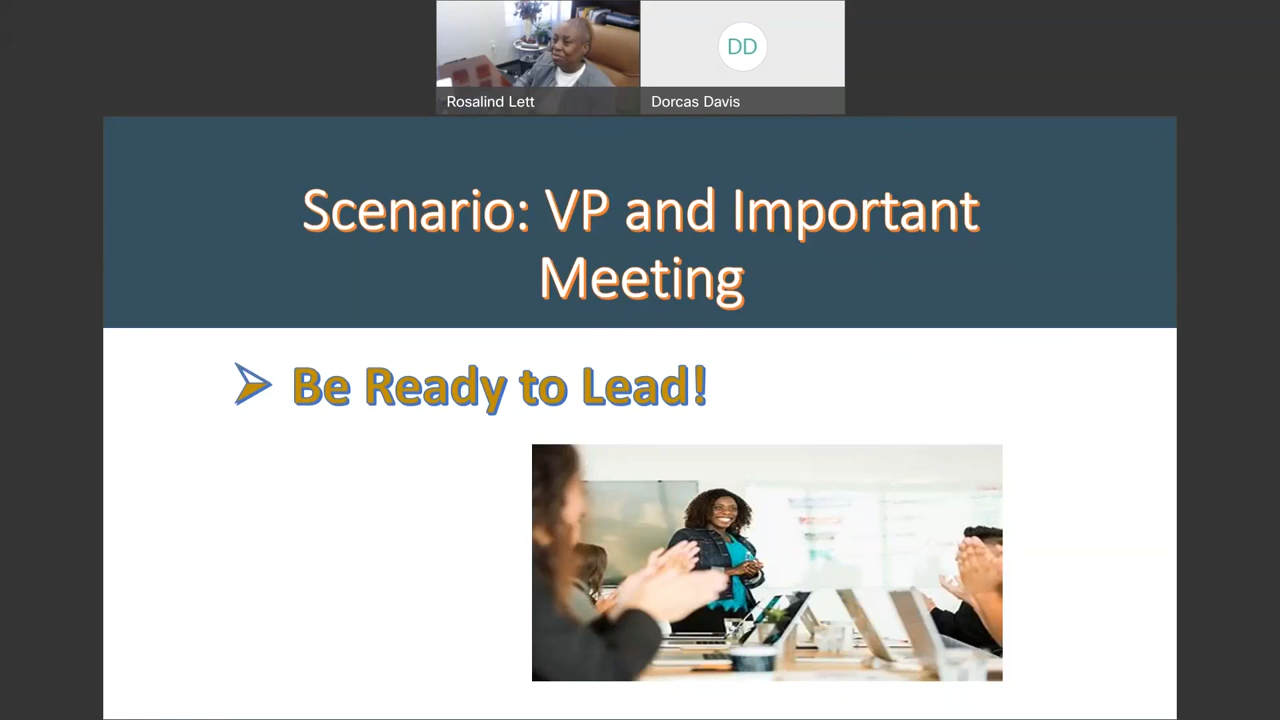 Rosalind Lett
DD
Dorcas Davis
Scenario: VP and Important
Meeting
Be Ready to Lead!